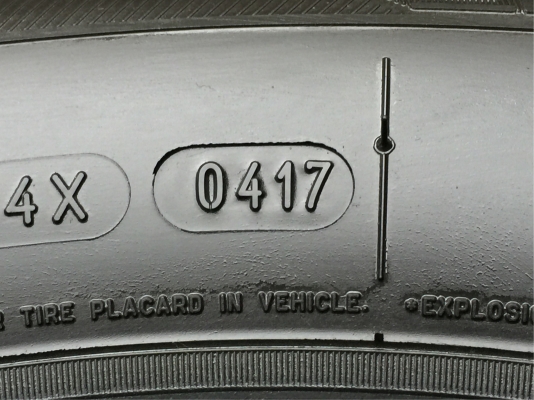 4X 0417
TIRE PLACARD IN VEHICLE. *EXPLOSI